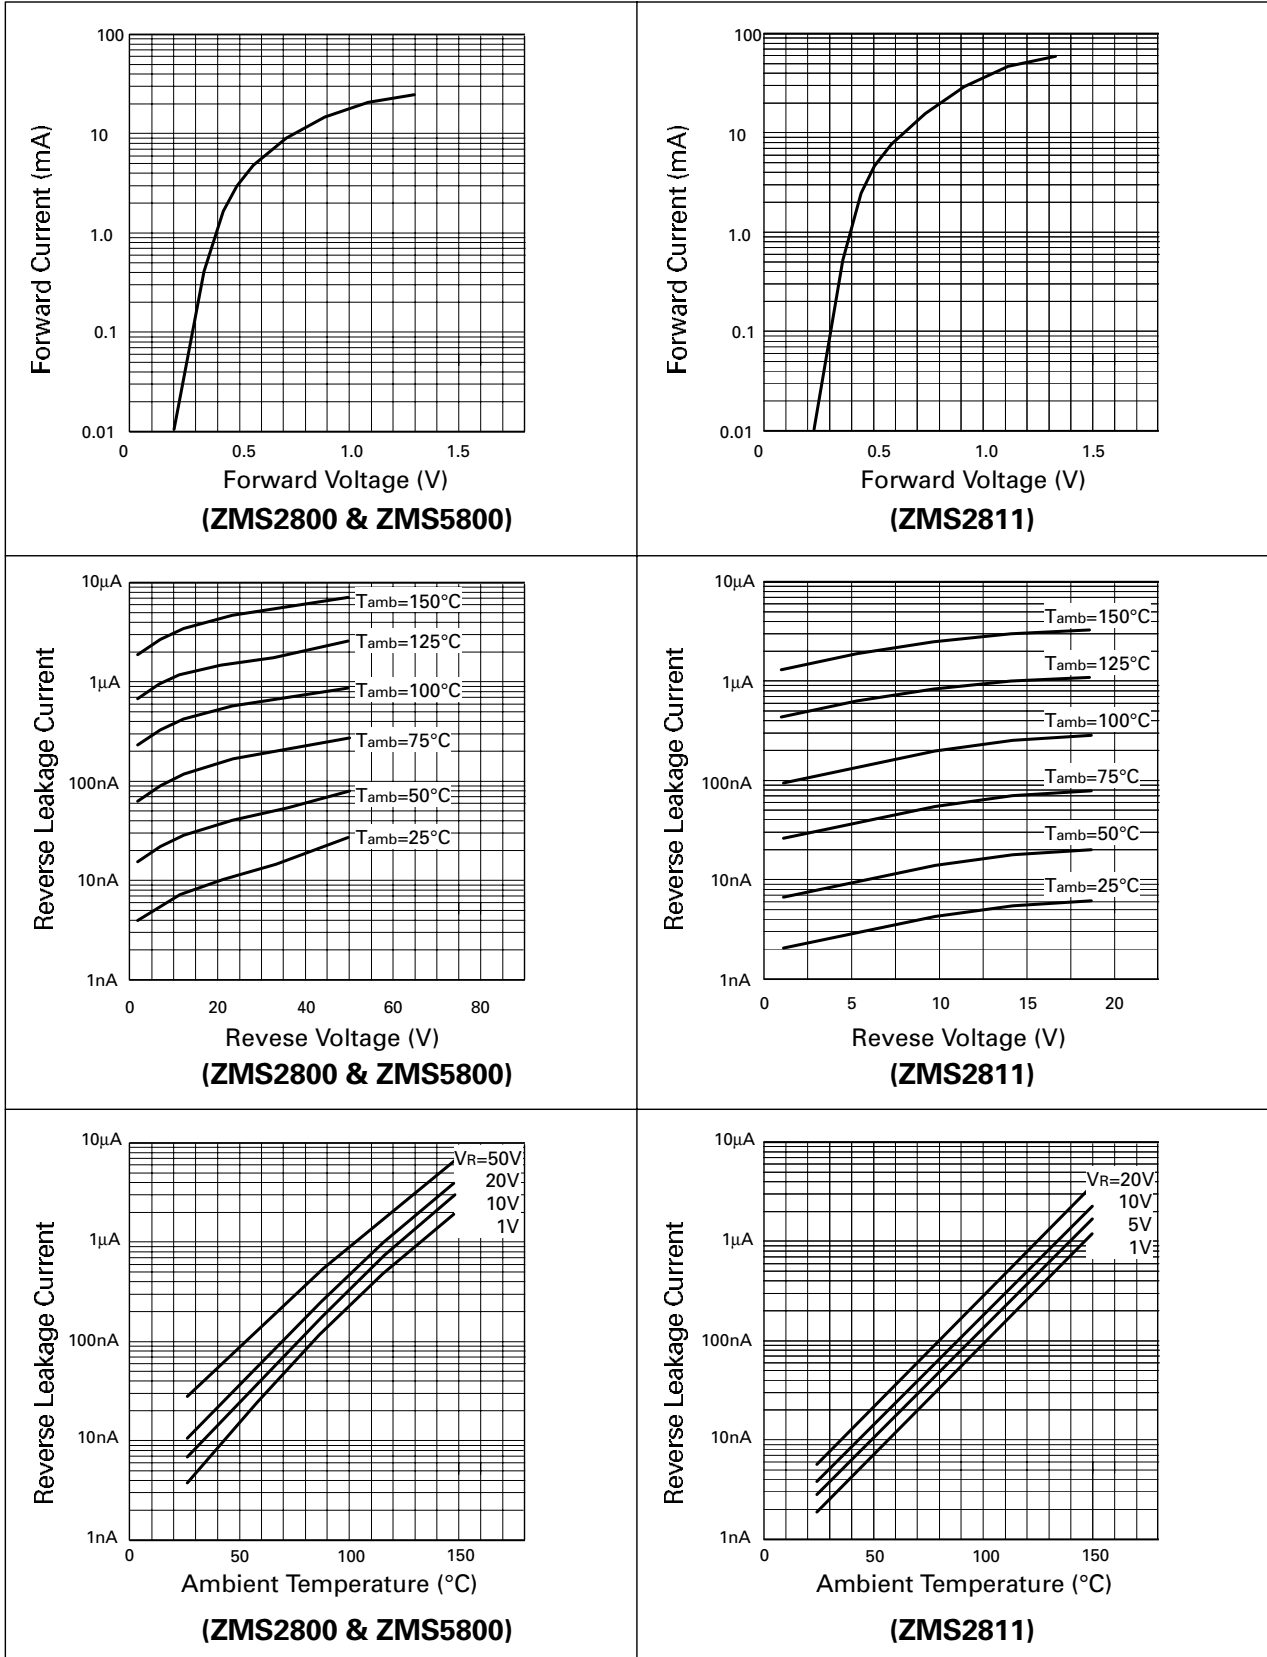 100
10
1.0
0.1
0.01
0
0.5
1.0
1.5
Forward Current (mA)
Forward Voltage (V)
(ZMS2800 & ZMS5800)
100
10
1.0
0.1
0.01
0
0.5
1.0
1.5
Forward Current (mA)
Forward Voltage (V)
(ZMS2811)
10µA
1µA
100nA
10nA
1nA
Tamb=150°C
Tamb=125°C
Tamb=100°C
Tamb=75°C
Tamb=50°C
Tamb=25°C
0
20
40
60
80
Reverse Leakage Current
Revese Voltage (V)
(ZMS2800 & ZMS5800)
10µA
1µA
100nA
10nA
1nA
Tamb=150°C
Tamb=125°C
Tamb=100°C
Tamb=75°C
Tamb=50°C
Tamb=25°C
0
5
10
15
20
Reverse Leakage Current
Revese Voltage (V)
(ZMS2811)
10µA
1µA
100nA
10nA
1nA
VR=50V
20V
10V
1V
0
50
100
150
Reverse Leakage Current
Ambient Temperature (°C)
(ZMS2800 & ZMS5800)
10µA
1µA
100nA
10nA
1nA
VR=20V
10V
5V
1V
0
50
100
150
Reverse Leakage Current
Ambient Temperature (°C)
(ZMS2811)